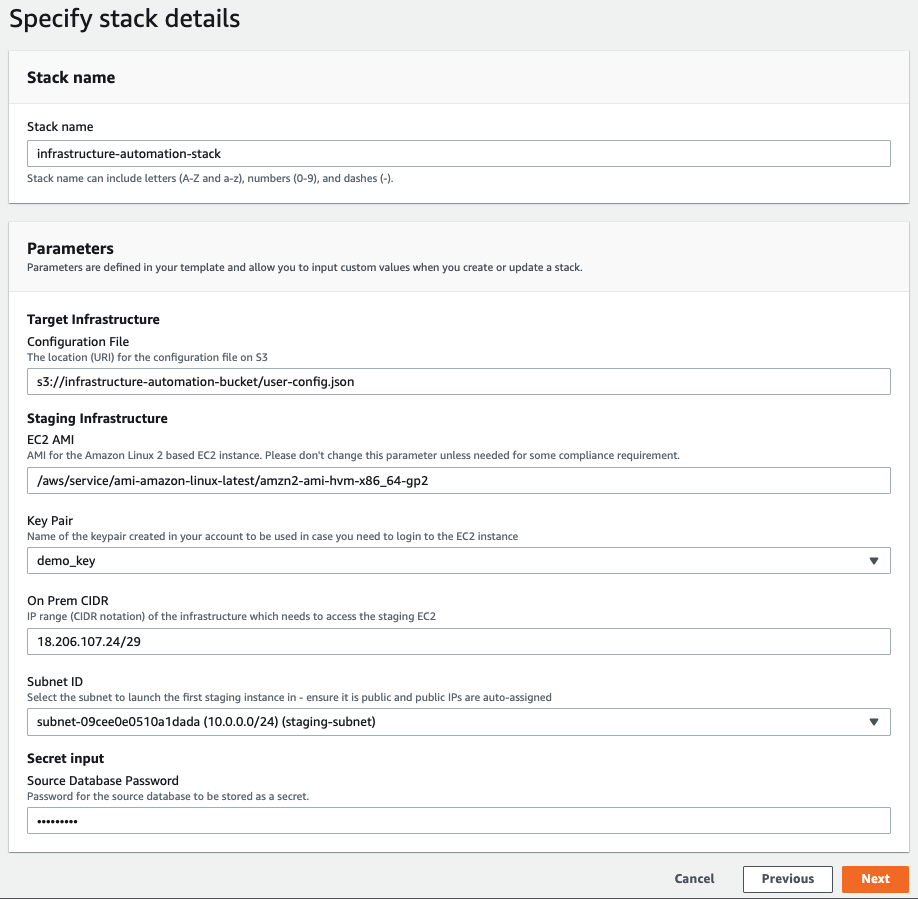 Specify stack details
Stack name
Stack name
infrastructure-automation-stack
Stack name can include letters (A-Z and a-z), numbers (0-9), and dashes (-).
Parameters
Parameters are defined in your template and allow you to input custom values when you create or update a stack.
Target Infrastructure
Configuration File
The location (URI) for the configuration file on S3
s3://infrastructure-automation-bucket/user-config.json
Staging Infrastructure
EC2 AMI
AMI for the Amazon Linux 2 based EC2 instance. Please don't change this parameter unless needed for some compliance requirement.
/aws/service/ami-amazon-linux-latest/amzn2-ami-hvm-x86_64-gp2
Key Pair
Name of the keypair created in your account to be used in case you need to login to the EC2 instance
demo_key
On Prem CIDR
IP range (CIDR notation) of the infrastructure which needs to access the staging EC2
18.206.107.24/29
Subnet ID
Select the subnet to launch the first staging instance in - ensure it is public and public IPs are auto-assigned
subnet-09cee0e0510a1dada (10.0.0.0/24) (staging-subnet)
Secret input
Source Database Password
Password for the source database to be stored as a secret.
•••••••••
Cancel
Previous
Next